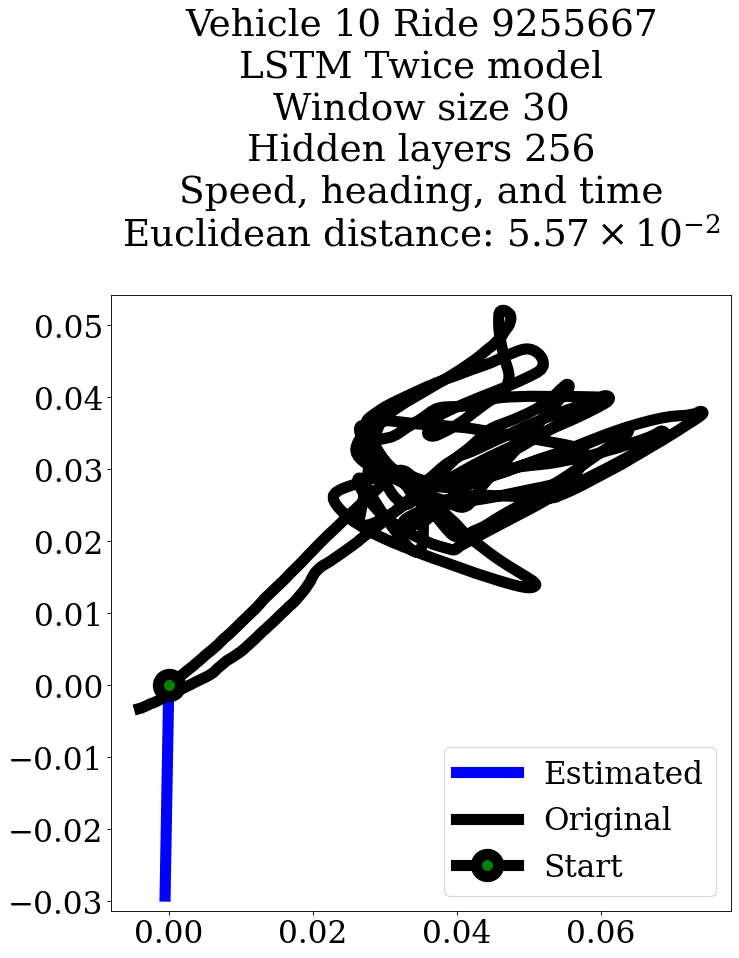 Vehicle 10 Ride 9255667
LSTM Twice model
Window size 30
Hidden layers 256
Speed, heading, and time
Euclidean distance: 5.57 × 10⁻²
0.05
0.04
0.03
0.02
0.01
0.00
−0.01
−0.02
−0.03
Estimated
Original
Start
0.00 0.02 0.04 0.06